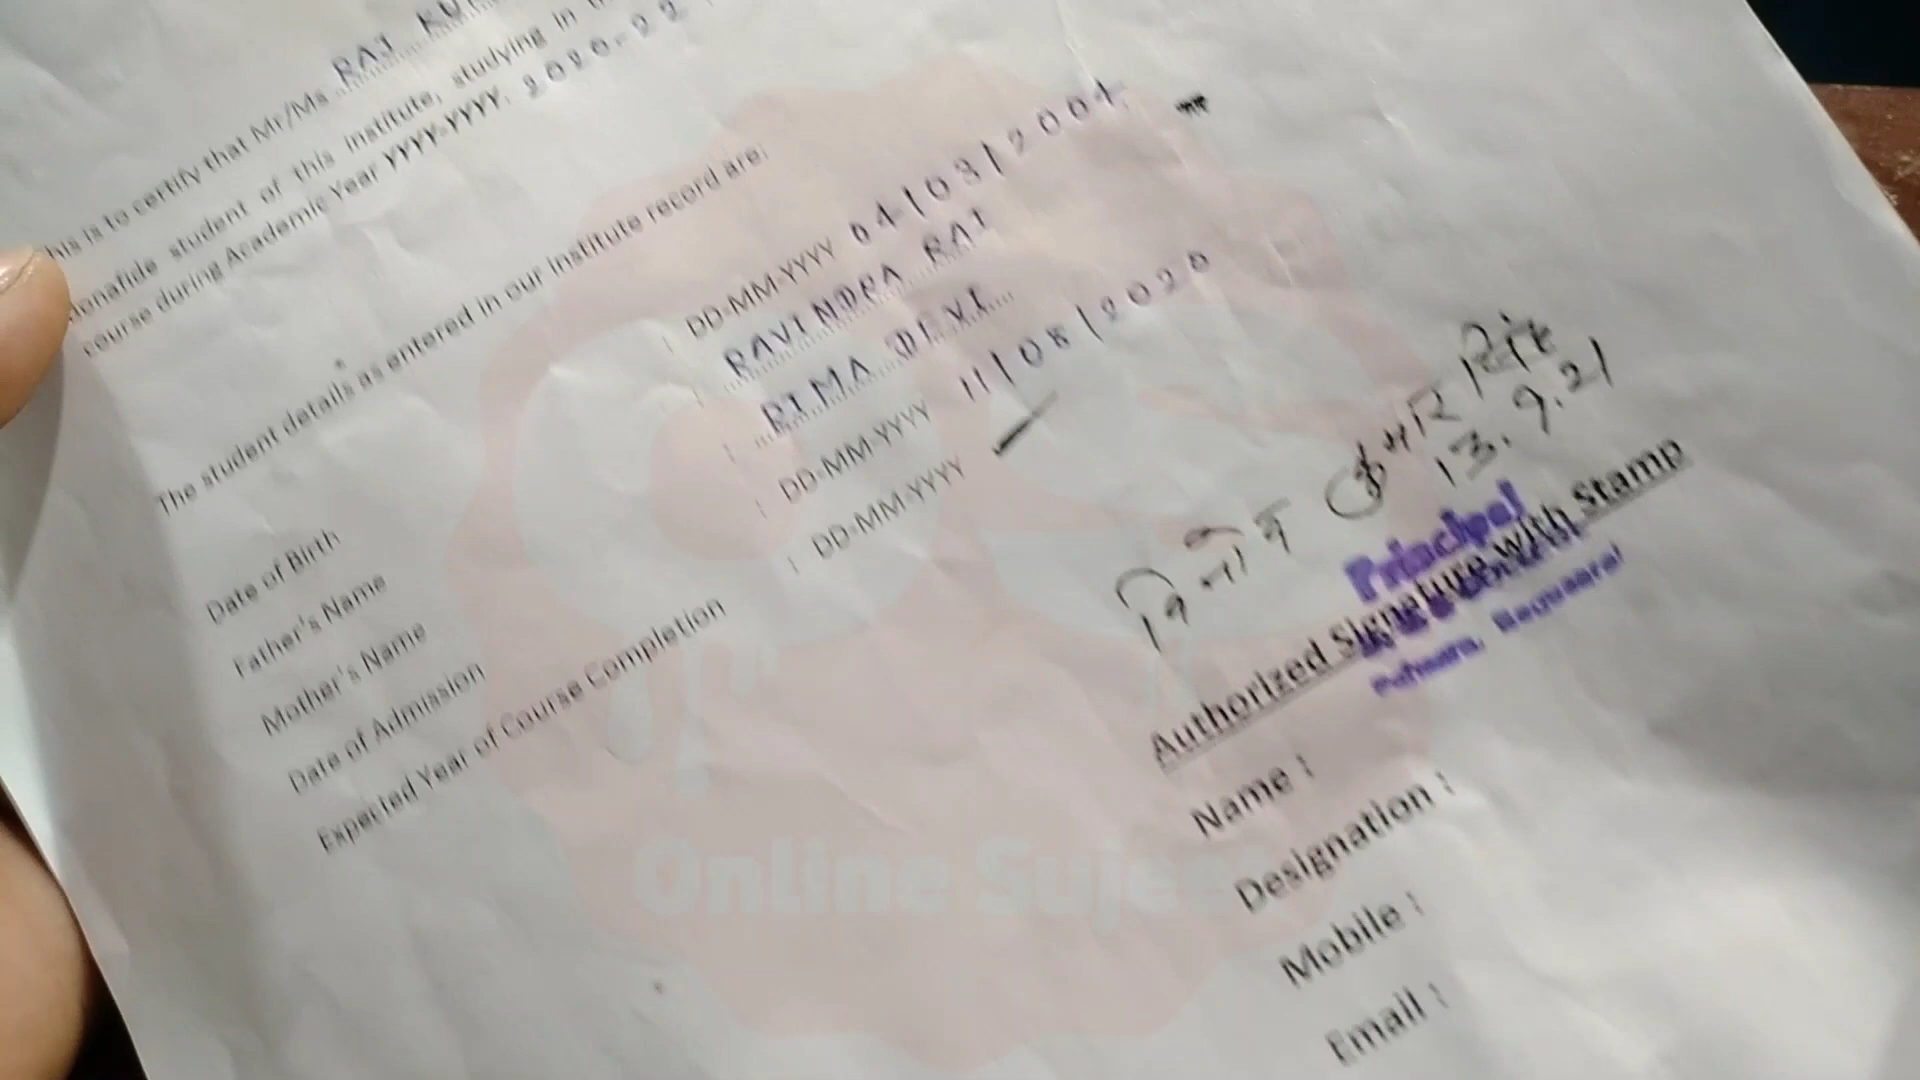 This is to certify that Mr/Ms RAJ
bonafide student of this institute, studying in
course during Academic Year YYYY-YYYY. 2020-22
The student details as entered in our institute record are:
Date of Birth : DD-MM-YYYY 04/03/2004
Father's Name : RAVINDRA RAI
Mother's Name : RIMA DEVI
Date of Admission : DD-MM-YYYY 11/08/2020
Expected Year of Course Completion : DD-MM-YYYY —
विनोद कुमार सिंह
13.9.21
Principal
Authorized Signature with Stamp
Name :
Designation :
Mobile :
Email :
Online Sujeet